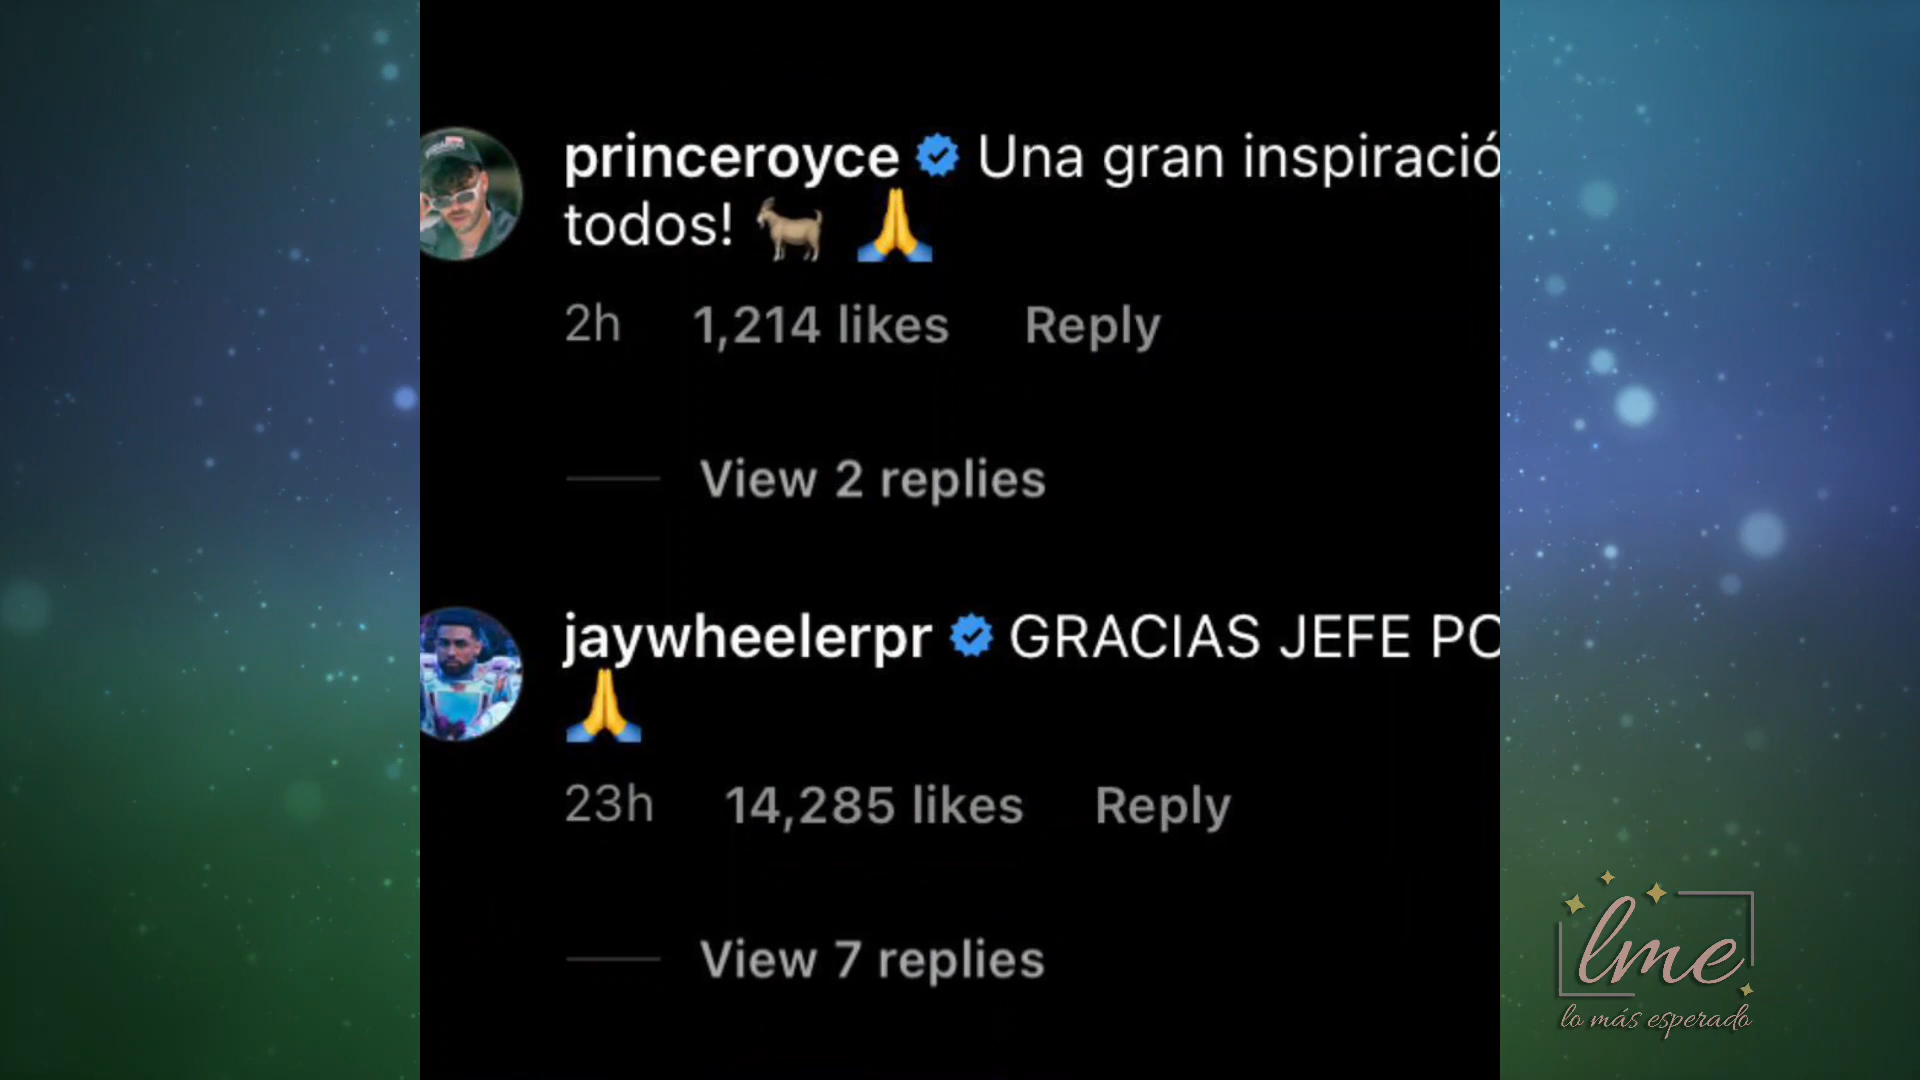 princeroyce Una gran inspiració
todos! 🐐 🙏
2h 1,214 likes Reply
View 2 replies
jaywheelerpr GRACIAS JEFE PO
🙏
23h 14,285 likes Reply
View 7 replies
lme
lo más esperado